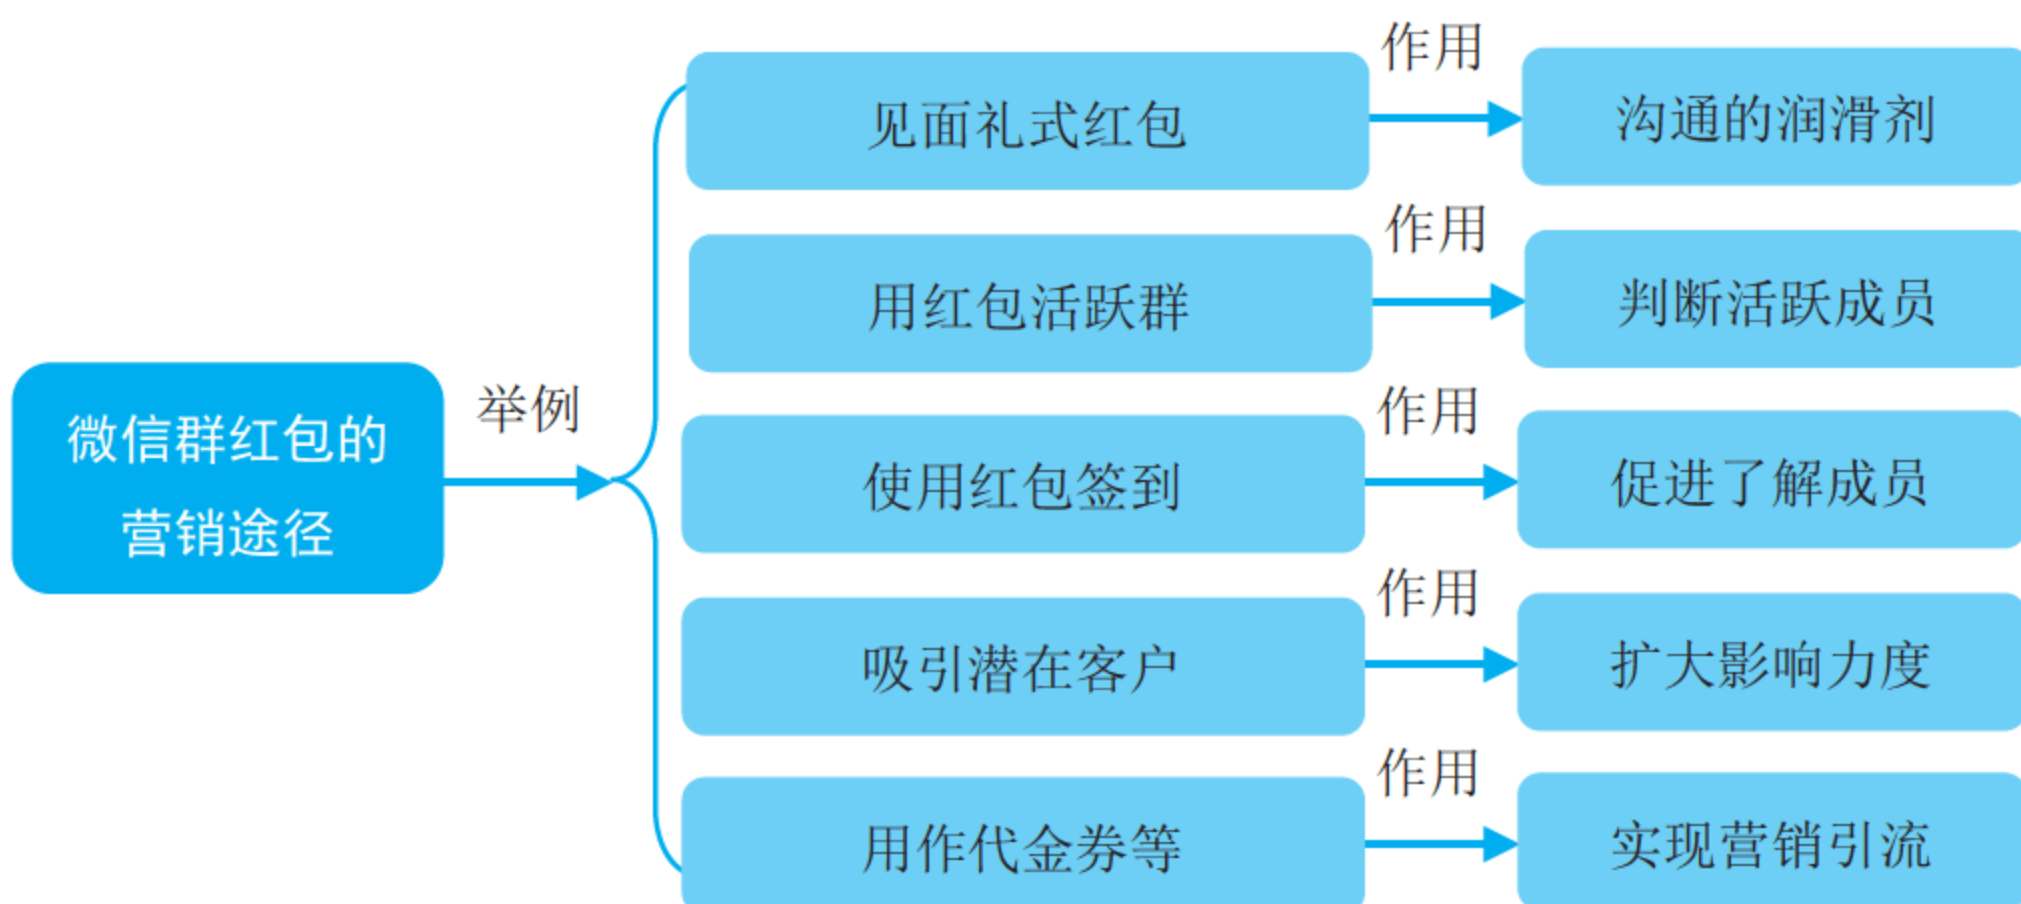 微信群红包的
营销途径
举例
见面礼式红包
作用
沟通的润滑剂
用红包活跃群
作用
判断活跃成员
使用红包签到
作用
促进了解成员
吸引潜在客户
作用
扩大影响力度
用作代金券等
作用
实现营销引流